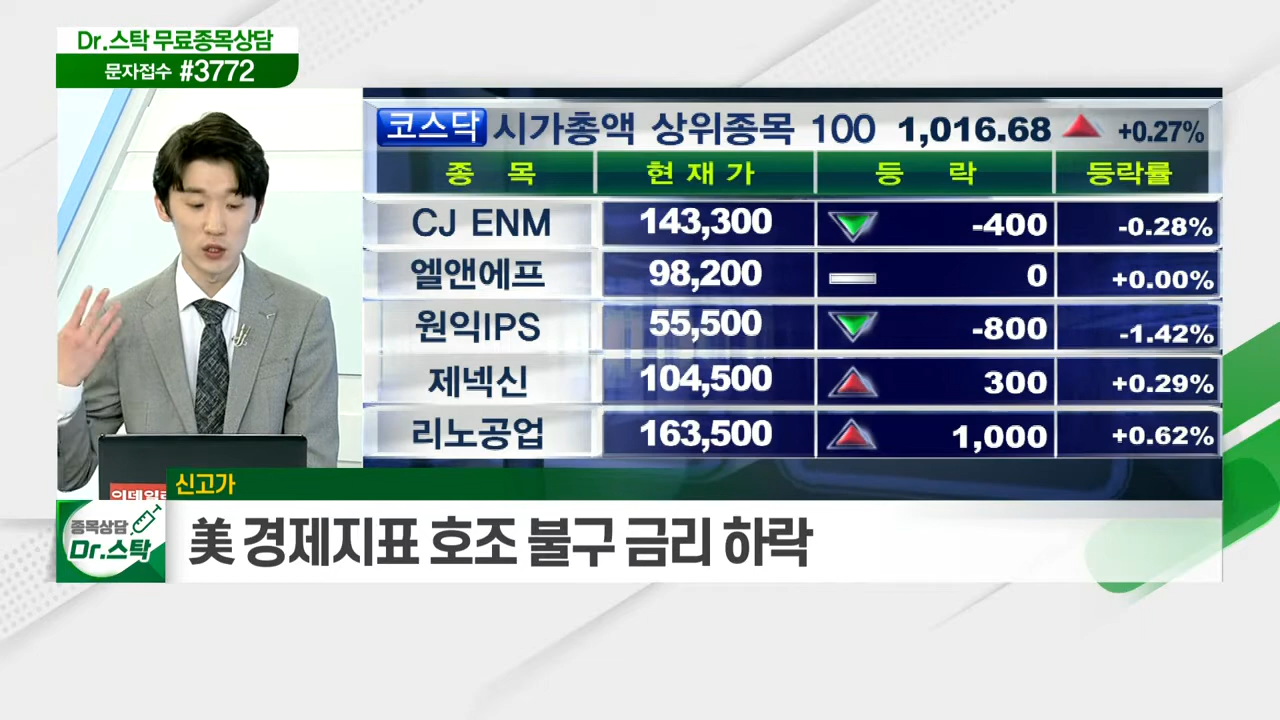 Dr.스탁 무료종목상담
문자접수 #3772
코스닥 시가총액 상위종목 100 1,016.68 +0.27%
종 목 현재가 등 락 등락률
CJ ENM 143,300 -400 -0.28%
엘앤에프 98,200 0 +0.00%
원익IPS 55,500 -800 -1.42%
제넥신 104,500 300 +0.29%
리노공업 163,500 1,000 +0.62%
신고가
종목상담
Dr.스탁
美 경제지표 호조 불구 금리 하락